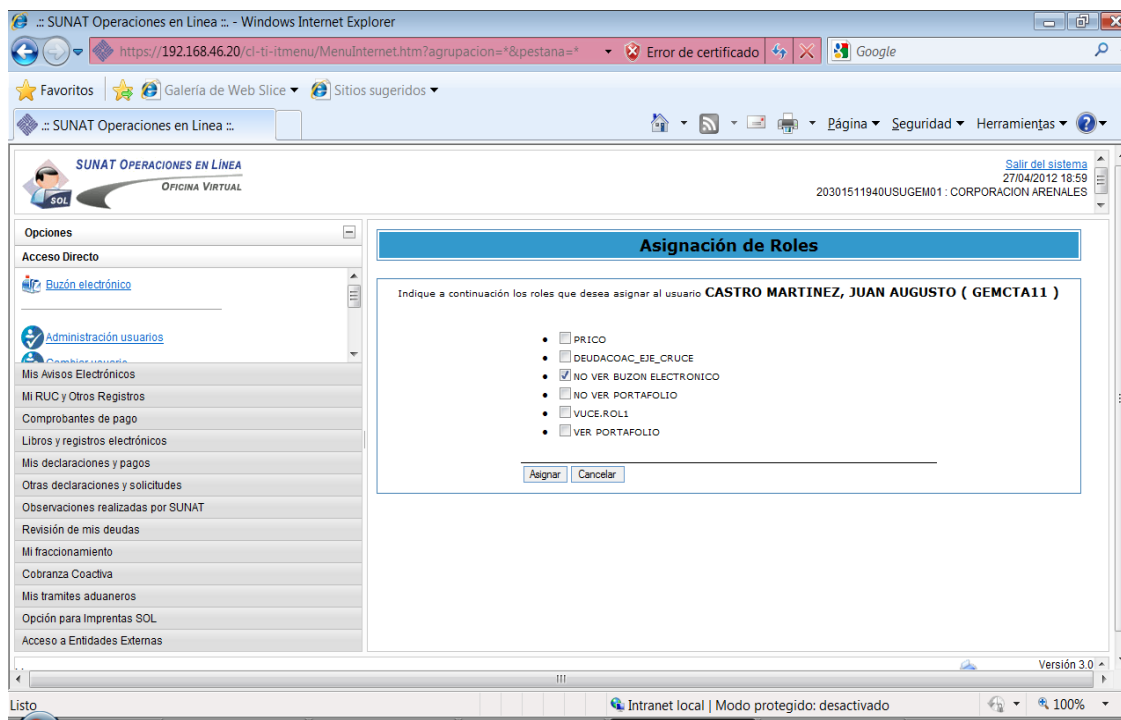 .:: SUNAT Operaciones en Linea ::. - Windows Internet Explorer
https://192.168.46.20/cl-ti-itmenu/MenuInternet.htm?agrupacion=*&pestana=* Error de certificado Google
Favoritos Galería de Web Slice Sitios sugeridos
.:: SUNAT Operaciones en Linea ::. Página Seguridad Herramientas
SUNAT OPERACIONES EN LÍNEA
OFICINA VIRTUAL
SOL
Salir del sistema
27/04/2012 18:59
20301511940USUGEM01 : CORPORACION ARENALES
Opciones
Acceso Directo
Buzón electrónico
Administración usuarios
Cambiar usuario
Mis Avisos Electrónicos
Mi RUC y Otros Registros
Comprobantes de pago
Libros y registros electrónicos
Mis declaraciones y pagos
Otras declaraciones y solicitudes
Observaciones realizadas por SUNAT
Revisión de mis deudas
Mi fraccionamiento
Cobranza Coactiva
Mis tramites aduaneros
Opción para Imprentas SOL
Acceso a Entidades Externas
Asignación de Roles
Indique a continuación los roles que desea asignar al usuario CASTRO MARTINEZ, JUAN AUGUSTO ( GEMCTA11 )
PRICO
DEUDACOAC_EJE_CRUCE
NO VER BUZON ELECTRONICO
NO VER PORTAFOLIO
VUCE.ROL1
VER PORTAFOLIO
Asignar Cancelar
Versión 3.0
Listo Intranet local | Modo protegido: desactivado 100%